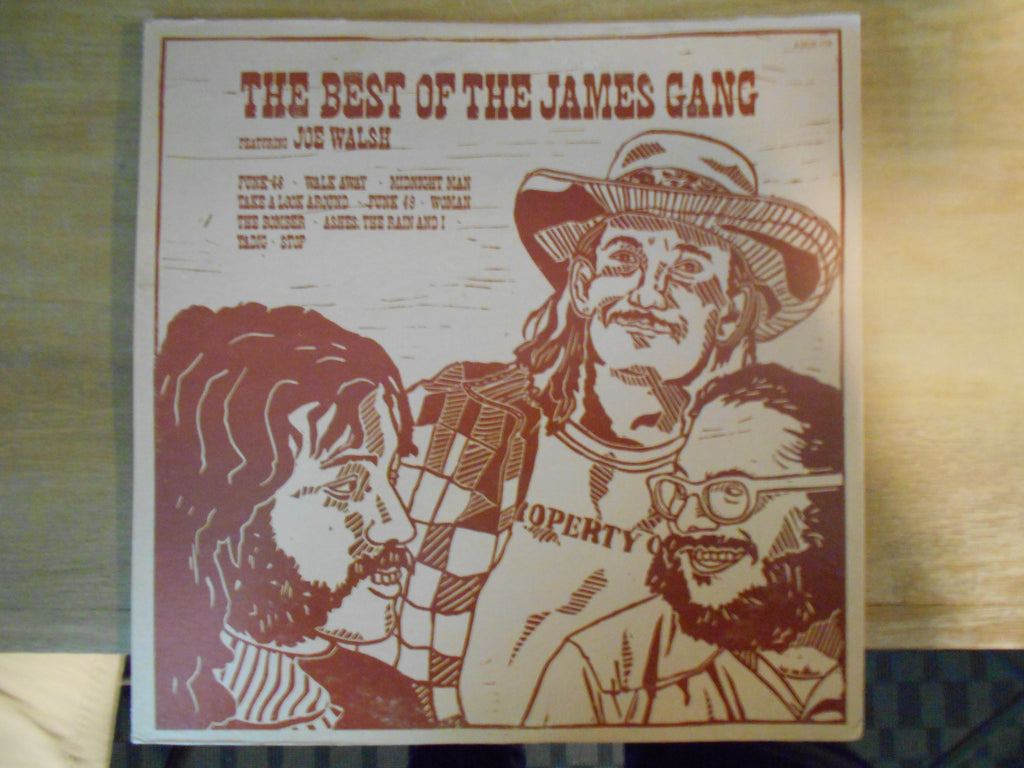 THE BEST OF THE JAMES GANG
FEATURING JOE WALSH
FUNK 48 · WALK AWAY · MIDNIGHT MAN
TAKE A LOOK AROUND · FUNK 49 · WOMAN
THE BOMBER · ASHES, THE RAIN AND I ·
YADIG · STOP
ROPERTY O